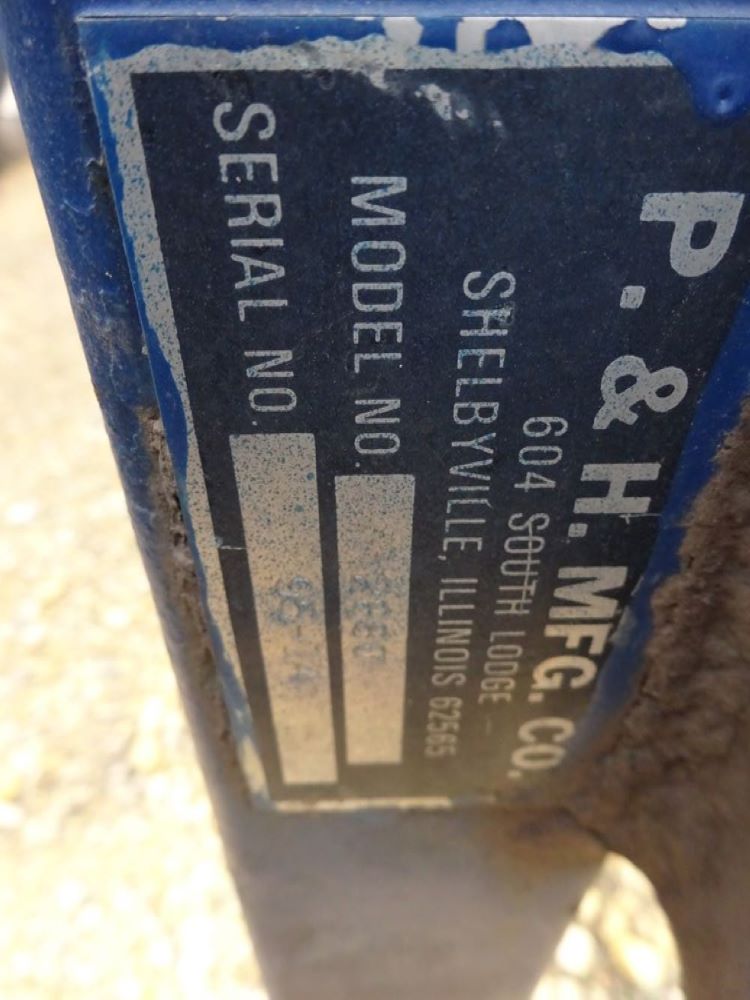 P. & H. MFG. CO.
604 SOUTH LODGE
SHELBYVILLE, ILLINOIS 62565
MODEL NO.
SERIAL NO.